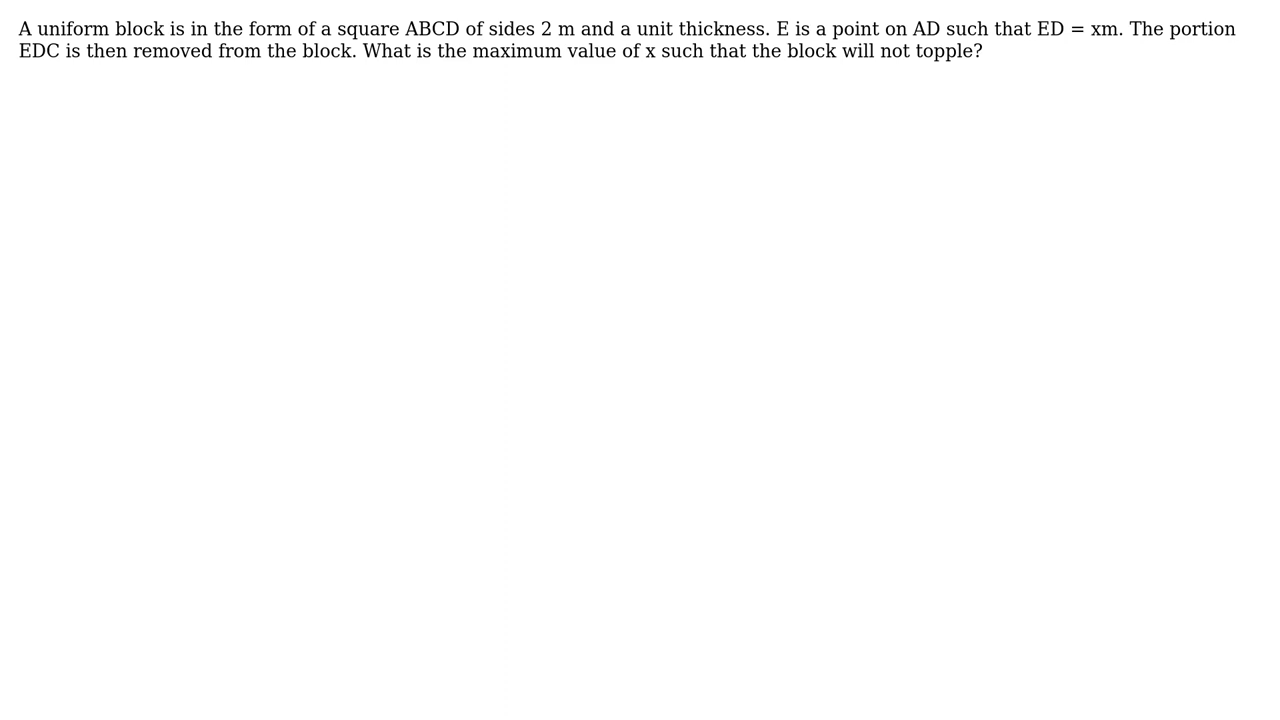 A uniform block is in the form of a square ABCD of sides 2 m and a unit thickness. E is a point on AD such that ED = xm. The portion
EDC is then removed from the block. What is the maximum value of x such that the block will not topple?